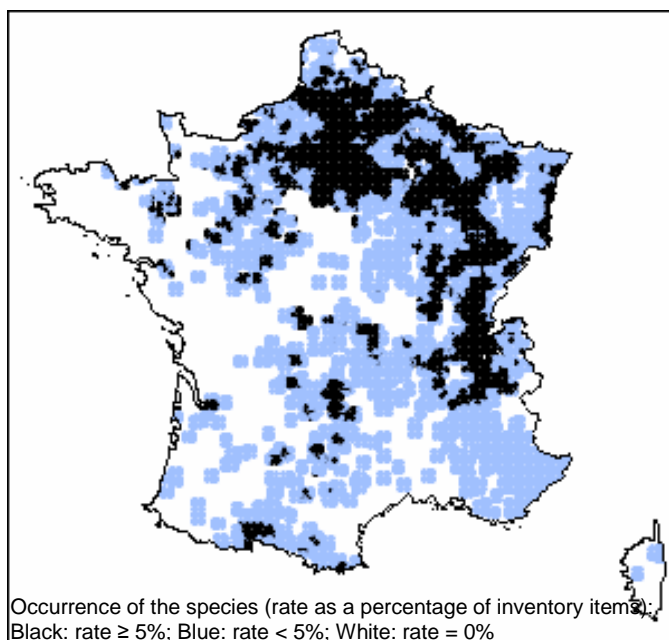 Occurrence of the species (rate as a percentage of inventory items):
Black: rate ≥ 5%; Blue: rate < 5%; White: rate = 0%